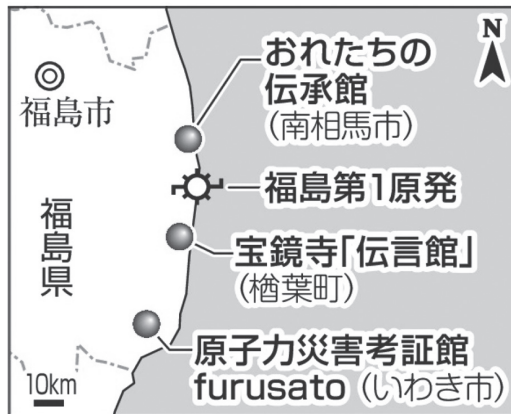 N
おれたちの
伝承館
(南相馬市)
福島市
福島第1原発
福島県
宝鏡寺「伝言館」
(楢葉町)
原子力災害考証館
furusato (いわき市)
10km